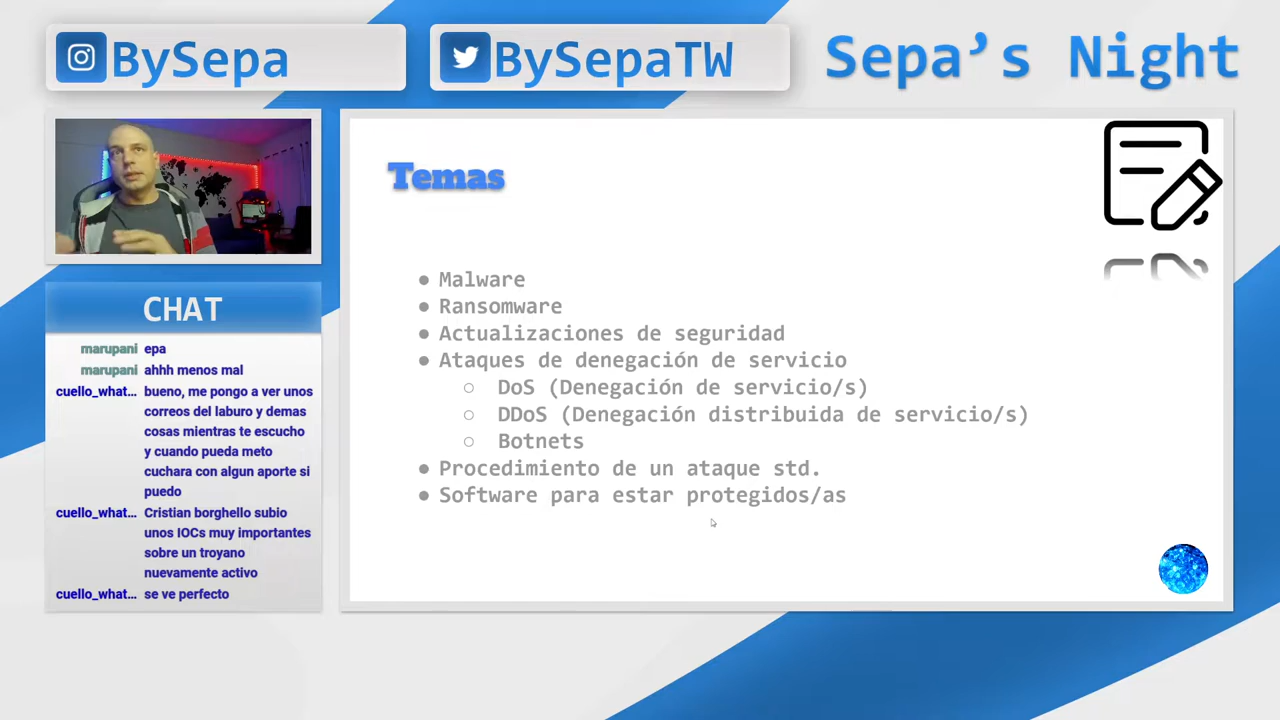 BySepa
BySepaTW
Sepa’s Night
Temas
● Malware
● Ransomware
● Actualizaciones de seguridad
● Ataques de denegación de servicio
○ DoS (Denegación de servicio/s)
○ DDoS (Denegación distribuida de servicio/s)
○ Botnets
● Procedimiento de un ataque std.
● Software para estar protegidos/as
CHAT
marupani epa
marupani ahhh menos mal
cuello_what... bueno, me pongo a ver unos
correos del laburo y demas
cosas mientras te escucho
y cuando pueda meto
cuchara con algun aporte si
puedo
cuello_what... Cristian borghello subio
unos IOCs muy importantes
sobre un troyano
nuevamente activo
cuello_what... se ve perfecto